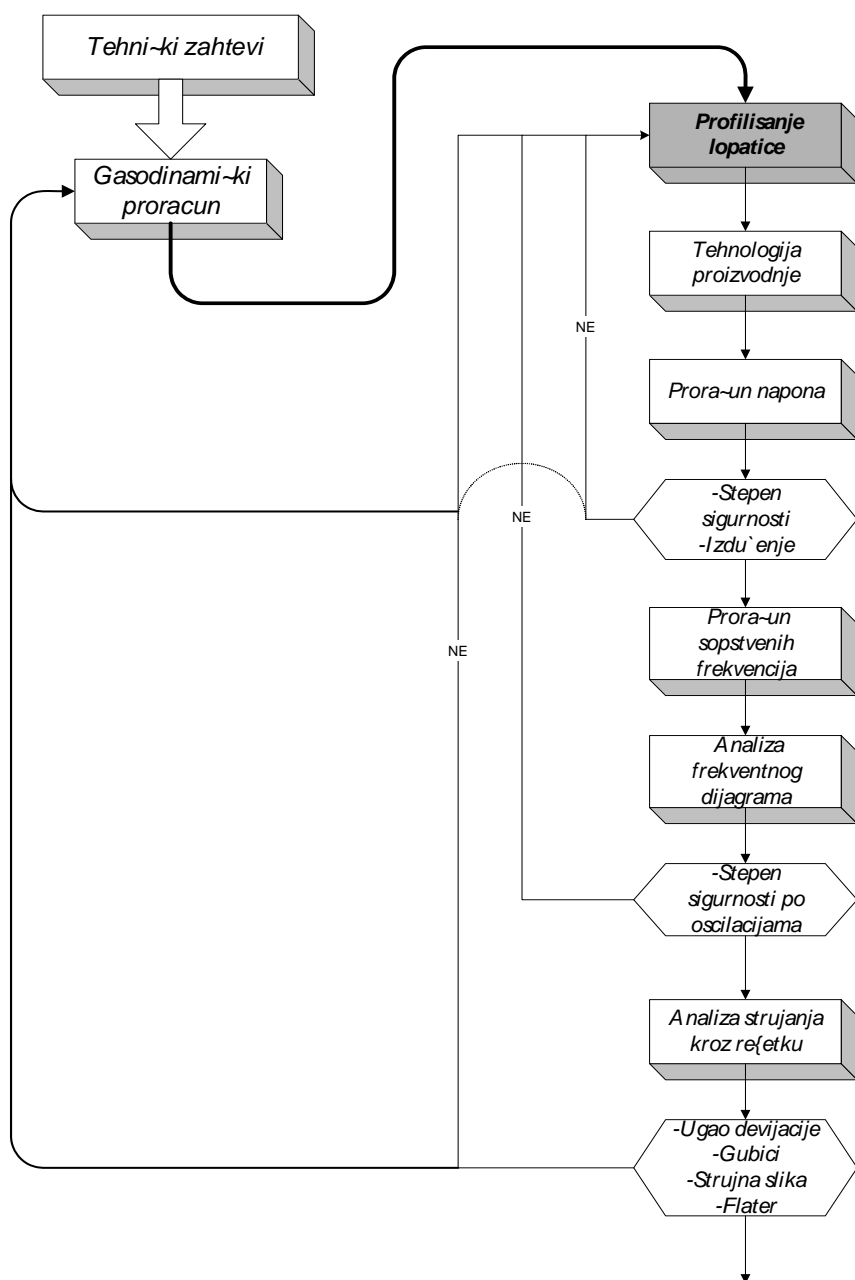 Tehni~ki zahtevi
Gasodinami~ki
proracun
Profilisanje
lopatice
Tehnologija
proizvodnje
NE
Prora~un napona
-Stepen
sigurnosti
-Izdu`enje
NE
Prora~un
sopstvenih
frekvencija
NE
Analiza
frekventnog
dijagrama
-Stepen
sigurnosti po
oscilacijama
Analiza strujanja
kroz re{etku
-Ugao devijacije
-Gubici
-Strujna slika
-Flater